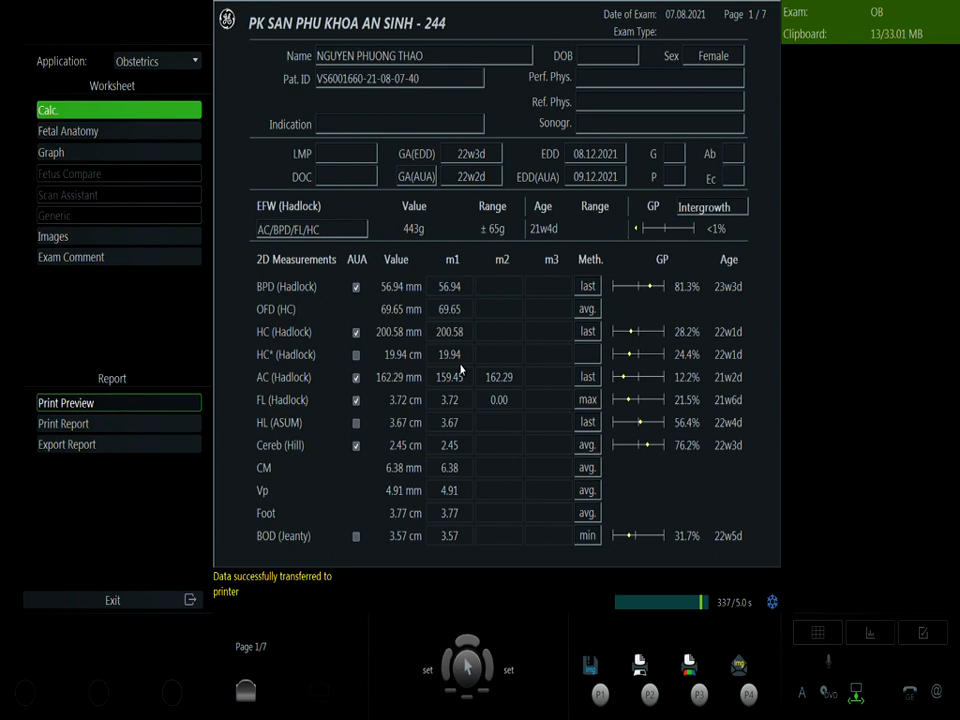 PK SAN PHU KHOA AN SINH - 244
Date of Exam: 07.08.2021 Page 1 / 7
Exam Type:
Exam: OB
Clipboard: 13/33.01 MB
Application: Obstetrics
Worksheet
Calc.
Fetal Anatomy
Graph
Fetus Compare
Scan Assistant
Generic
Images
Exam Comment
Report
Print Preview
Print Report
Export Report
Exit
Name NGUYEN PHUONG THAO DOB Sex Female
Pat. ID VS6001660-21-08-07-40 Perf. Phys.
Ref. Phys.
Indication Sonogr.
LMP GA(EDD) 22w3d EDD 08.12.2021 G Ab
DOC GA(AUA) 22w2d EDD(AUA) 09.12.2021 P Ec
EFW (Hadlock) Value Range Age Range GP Intergrowth
AC/BPD/FL/HC 443g ± 65g 21w4d <1%
2D Measurements AUA Value m1 m2 m3 Meth. GP Age
BPD (Hadlock) 56.94 mm 56.94 last 81.3% 23w3d
OFD (HC) 69.65 mm 69.65 avg.
HC (Hadlock) 200.58 mm 200.58 last 28.2% 22w1d
HC* (Hadlock) 19.94 cm 19.94 24.4% 22w1d
AC (Hadlock) 162.29 mm 159.45 162.29 last 12.2% 21w2d
FL (Hadlock) 3.72 cm 3.72 0.00 max 21.5% 21w6d
HL (ASUM) 3.67 cm 3.67 last 56.4% 22w4d
Cereb (Hill) 2.45 cm 2.45 avg. 76.2% 22w3d
CM 6.38 mm 6.38 avg.
Vp 4.91 mm 4.91 avg.
Foot 3.77 cm 3.77 avg.
BOD (Jeanty) 3.57 cm 3.57 min 31.7% 22w5d
Data successfully transferred to
printer
337/5.0 s
Page 1/7
set set
P1 P2 P3 P4
A DVD @